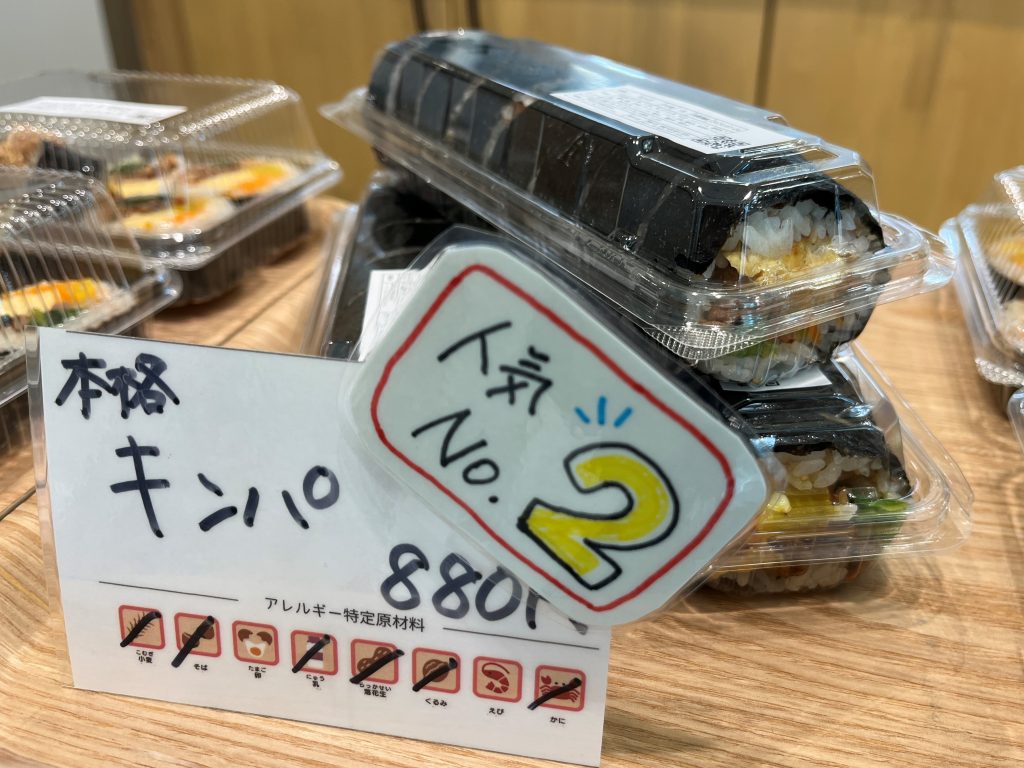 本格
キンパ
人気
No.
2
880
アレルギー特定原材料
こむぎ
小麦
そば
たまご
卵
にゅう
乳
らっかせい
落花生
くるみ
えび
かに